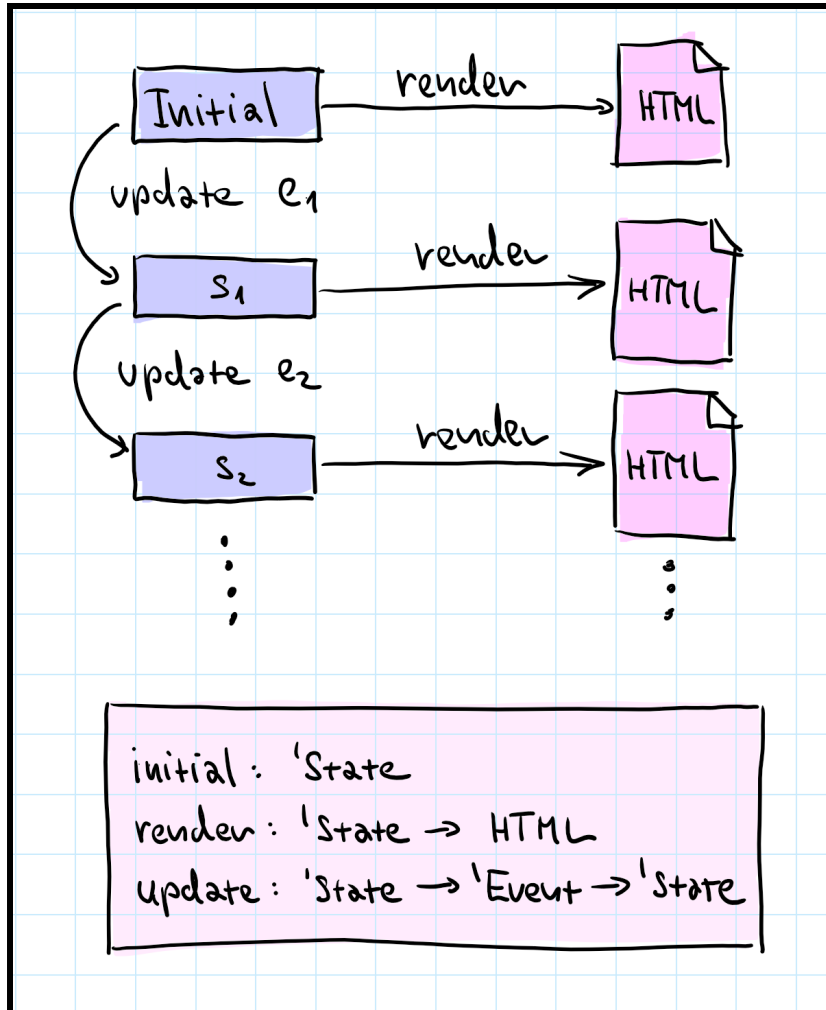 Initial
render
HTML
update e₁
S₁
render
HTML
update e₂
S₂
render
HTML
initial: 'State
render: 'State → HTML
update: 'State → 'Event → 'State